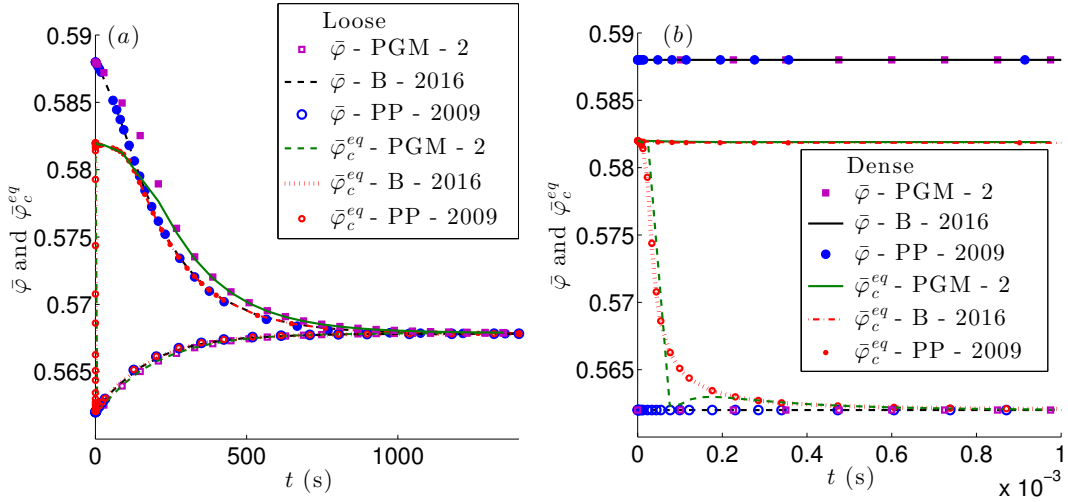 (a)
Loose
φ̄ - PGM - 2
φ̄ - B - 2016
φ̄ - PP - 2009
φ̄_c^{eq} - PGM - 2
φ̄_c^{eq} - B - 2016
φ̄_c^{eq} - PP - 2009
0.59
0.585
0.58
0.575
0.57
0.565
φ̄ and φ̄_c^{eq}
0
500
1000
t (s)
(b)
Dense
φ̄ - PGM - 2
φ̄ - B - 2016
φ̄ - PP - 2009
φ̄_c^{eq} - PGM - 2
φ̄_c^{eq} - B - 2016
φ̄_c^{eq} - PP - 2009
0.59
0.585
0.58
0.575
0.57
0.565
φ̄ and φ̄_c^{eq}
0
0.2
0.4
0.6
0.8
1
t (s)
x 10⁻³